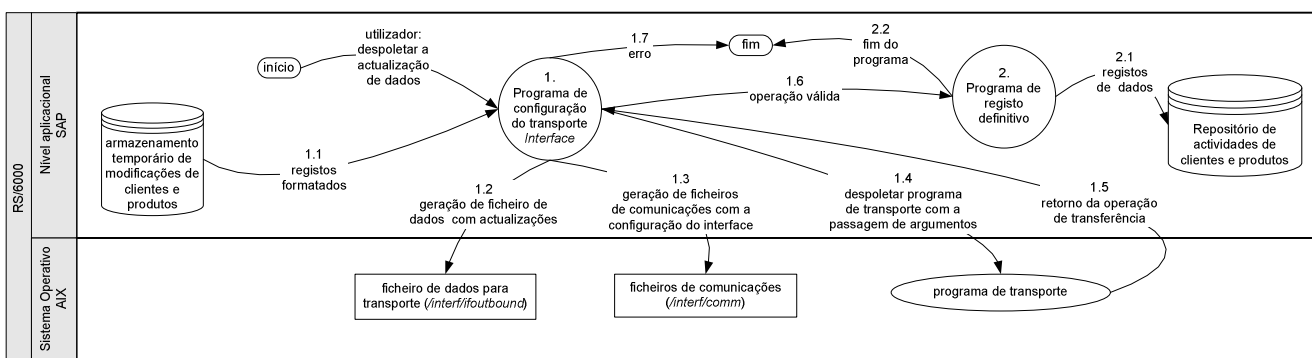 RS/6000
Nível aplicacional
SAP
Sistema Operativo
AIX
início
utilizador:
despoletar a
actualização
de dados
armazenamento
temporário de
modificações de
clientes e
produtos
1.1
registos
formatados
1.
Programa de
configuração
do transporte
Interface
1.7
erro
fim
2.2
fim do
programa
1.6
operação válida
2.
Programa de
registo
definitivo
2.1
registos
de dados
Repositório de
actividades de
clientes e produtos
1.2
geração de ficheiro de
dados com actualizações
1.3
geração de ficheiros
de comunicações com a
configuração do interface
1.4
despoletar programa
de transporte com a
passagem de argumentos
1.5
retorno da operação
de transferência
ficheiro de dados para
transporte (/interf/ifoutbound)
ficheiros de comunicações
(/interf/comm)
programa de transporte